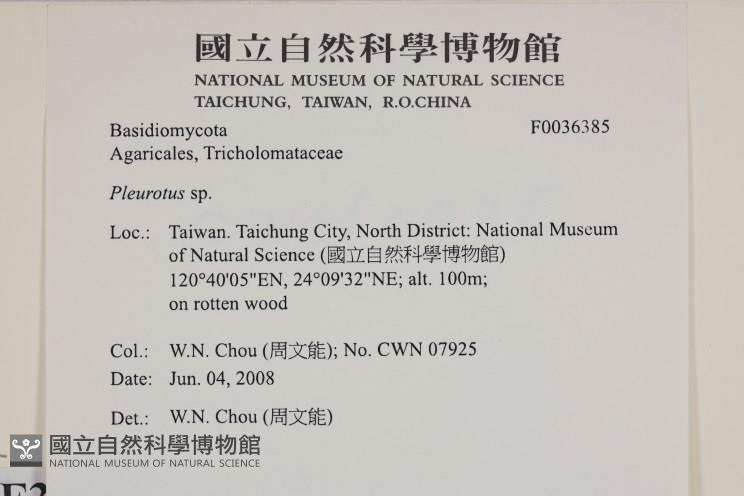 國立自然科學博物館
NATIONAL MUSEUM OF NATURAL SCIENCE
TAICHUNG, TAIWAN, R.O.CHINA
Basidiomycota F0036385
Agaricales, Tricholomataceae
Pleurotus sp.
Loc.: Taiwan. Taichung City, North District: National Museum
of Natural Science (國立自然科學博物館)
120°40'05"EN, 24°09'32"NE; alt. 100m;
on rotten wood
Col.: W.N. Chou (周文能); No. CWN 07925
Date: Jun. 04, 2008
Det.: W.N. Chou (周文能)
國立自然科學博物館
NATIONAL MUSEUM OF NATURAL SCIENCE